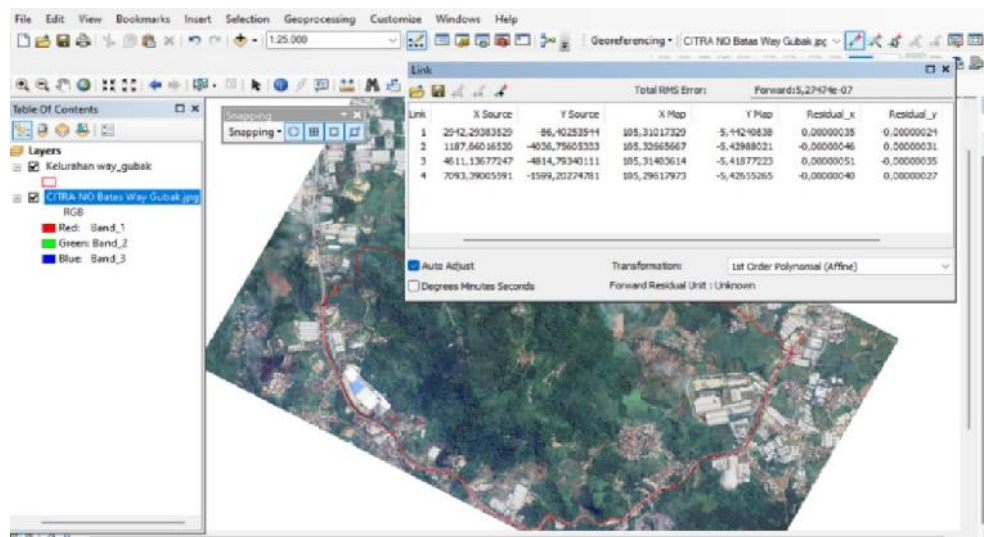 File Edit View Bookmarks Insert Selection Geoprocessing Customize Windows Help
1:25.000 Georeferencing CITRA NO Batas Way Gubak.jpg
Link
Total RMS Error: Forward:5,27474e-07
Link X Source Y Source X Map Y Map Residual_x Residual_y
1 2942,29383529 -86,40253544 105,31017329 -5,44240838 0,00000035 -0,00000024
2 1187,66016520 -4036,75605333 105,32665667 -5,42988021 -0,00000046 0,00000031
3 4611,13677247 -4814,79340111 105,31403614 -5,41877223 0,00000051 -0,00000035
4 7093,39005591 -1599,20274781 105,29617973 -5,42655265 -0,00000040 0,00000027
Auto Adjust Transformation: 1st Order Polynomial (Affine)
Degrees Minutes Seconds Forward Residual Unit : Unknown
Table Of Contents
Snapping
Snapping
Layers
Kelurahan way_gubak
CITRA NO Batas Way Gubak.jpg
RGB
Red: Band_1
Green: Band_2
Blue: Band_3